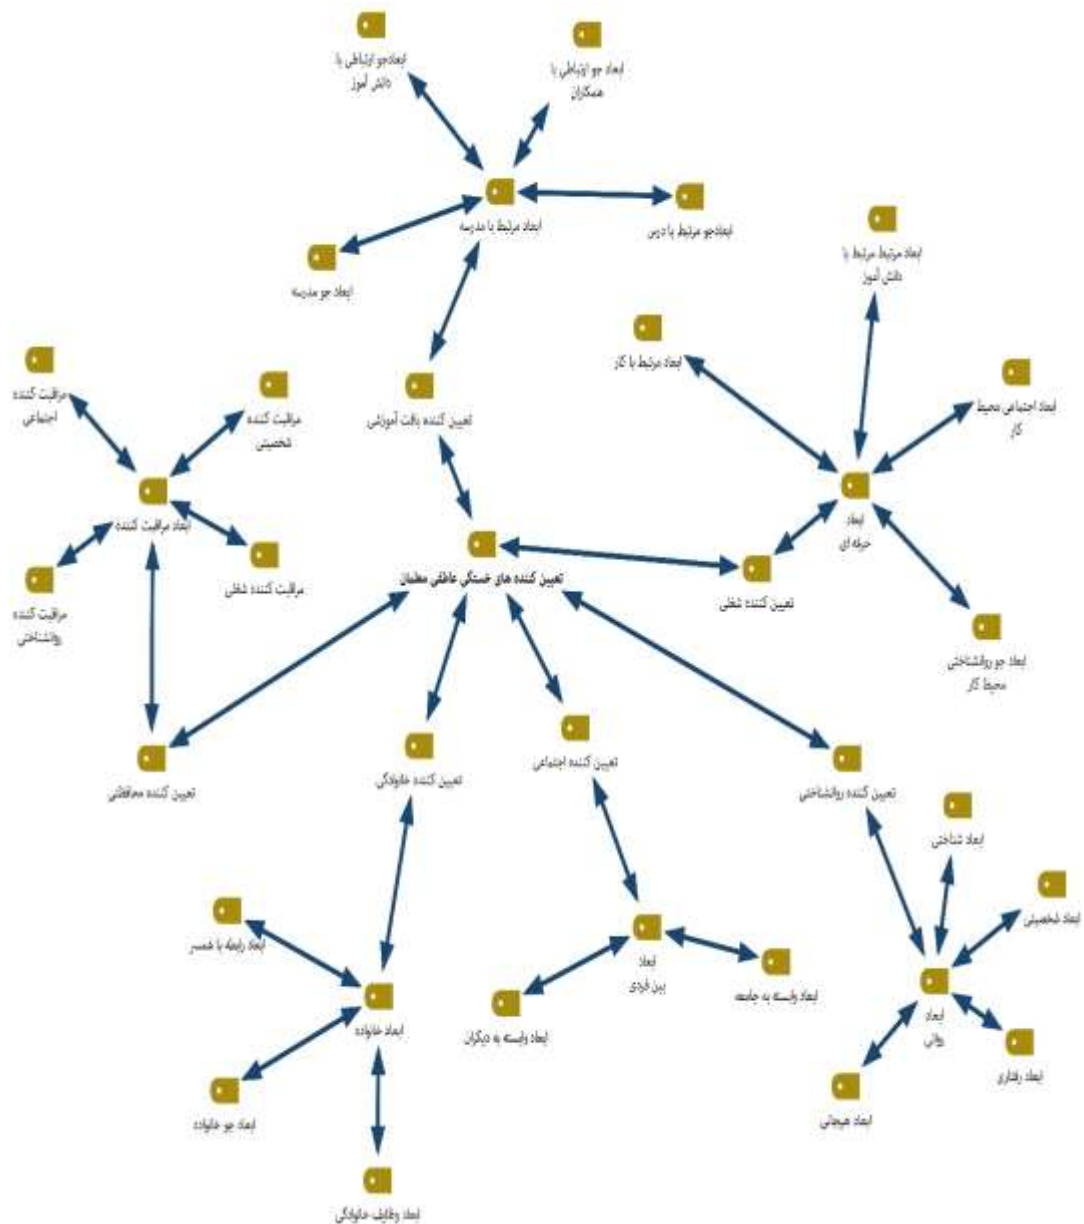 ابعاد جو ارتباطی با
همکاران
ابعادجو ارتباطی با
دانش آموز
ابعادجو مرتبط با درس
ابعاد مرتبط با مدرسه
ابعاد جو مدرسه
ابعاد مرتبط مرتبط با
دانش آموز
ابعاد مرتبط با کار
ابعاد اجتماعی محیط
کار
تعیین کننده بافت آموزشی
مراقبت کننده
شخصیتی
مراقبت کننده
اجتماعی
ابعاد
حرفه ای
ابعاد مراقبت کننده
تعیین کننده های خستگی عاطفی معلمان
تعیین کننده شغلی
مراقبت کننده شغلی
مراقبت کننده
روانشناختی
ابعاد جو روانشناختی
محیط کار
تعیین کننده روانشناختی
تعیین کننده اجتماعی
تعیین کننده خانوادگی
تعیین کننده محافظتی
ابعاد شناختی
ابعاد شخصیتی
ابعاد رابطه با همسر
ابعاد
بین فردی
ابعاد وابسته به جامعه
ابعاد وابسته به دیگران
ابعاد خانواده
ابعاد
روانی
ابعاد رفتاری
ابعاد هیجانی
ابعاد جو خانواده
ابعاد وظایف خانوادگی